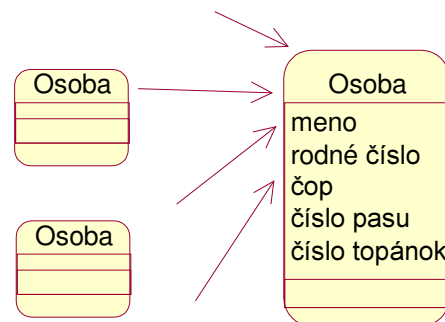 Osoba
Osoba
Osoba
meno
rodné číslo
čop
číslo pasu
číslo topánok